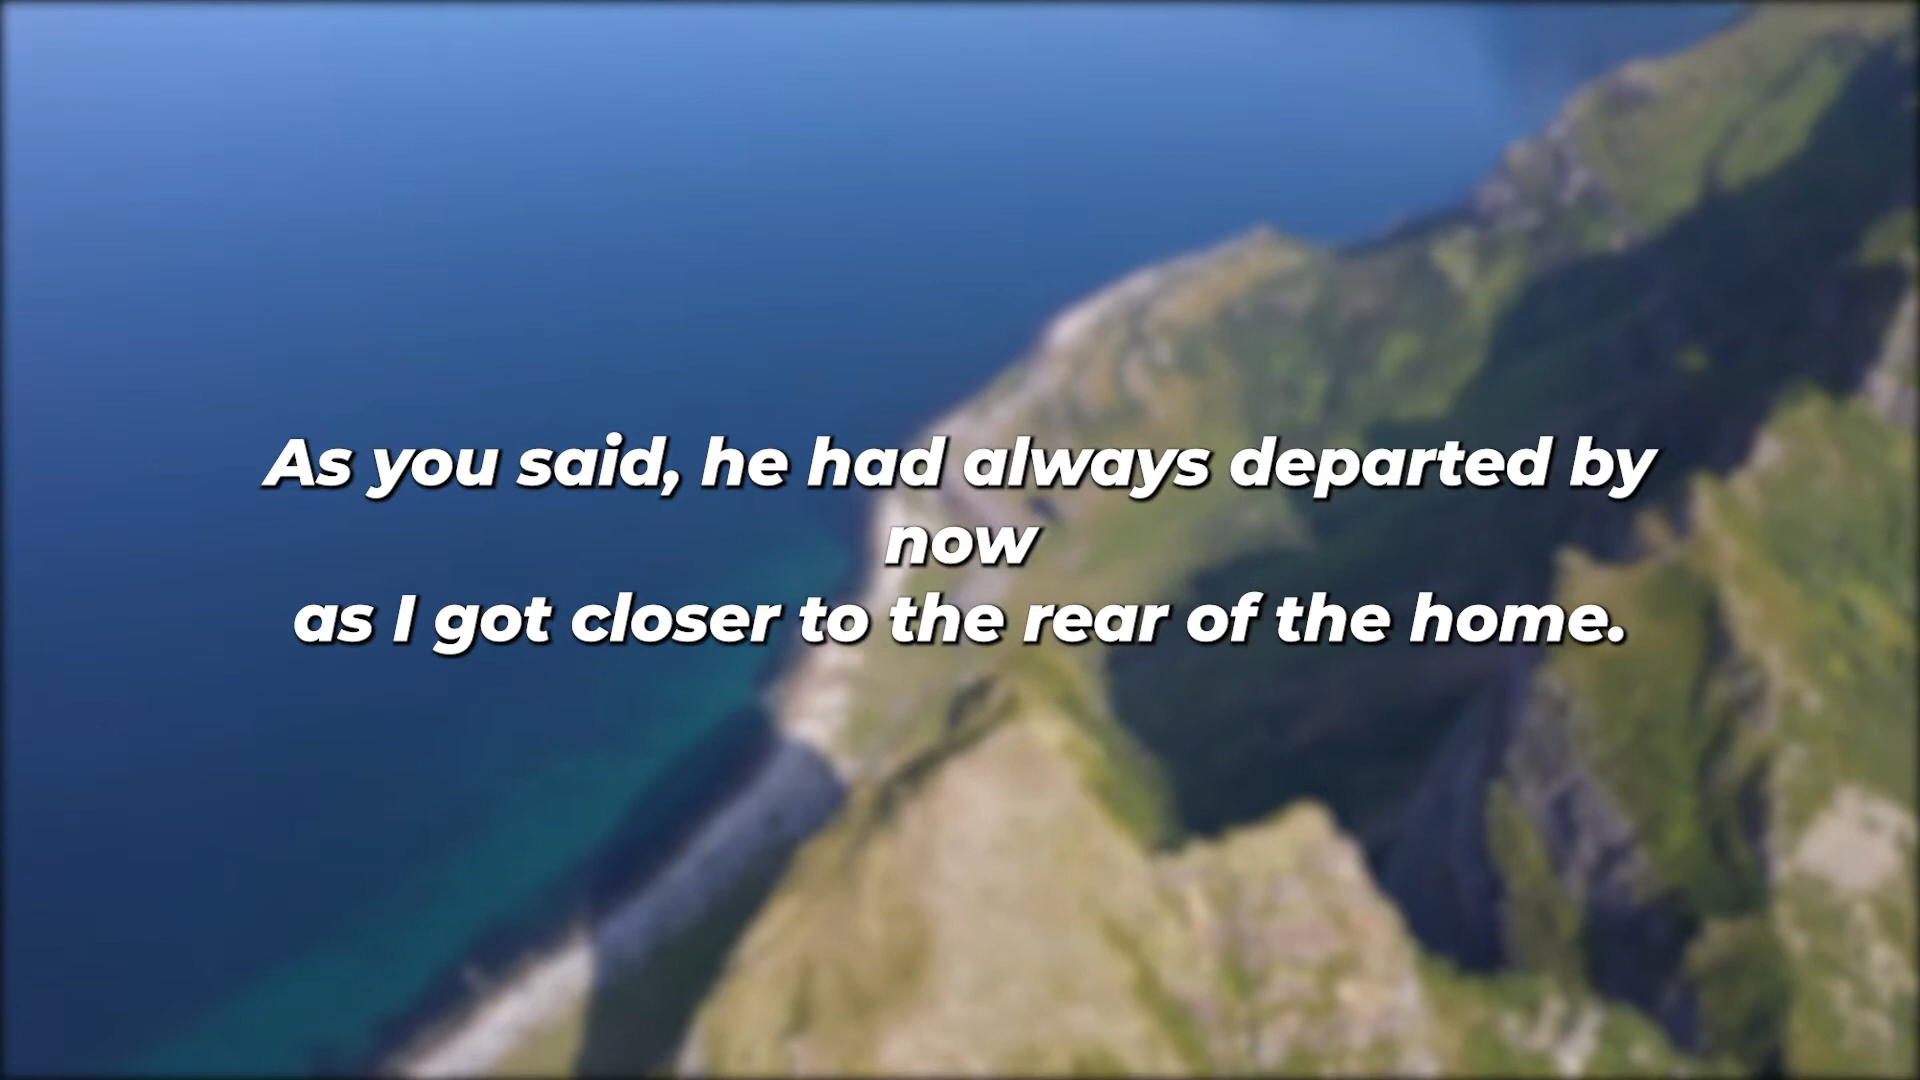 As you said, he had always departed by
now
as I got closer to the rear of the home.